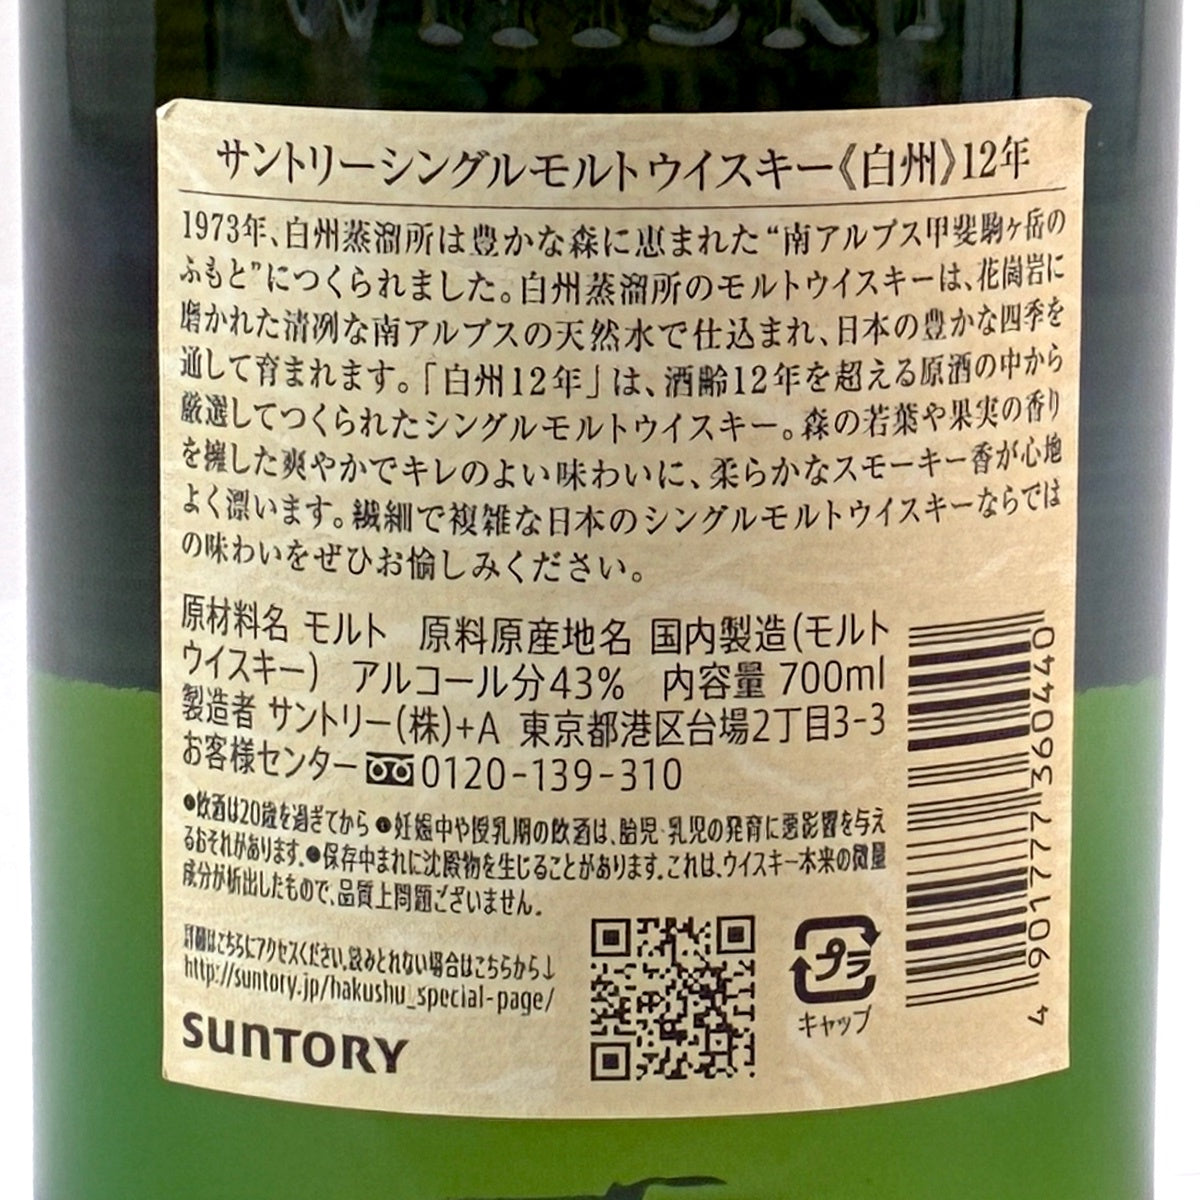 WHISKY
サントリーシングルモルトウイスキー《白州》12年
1973年、白州蒸溜所は豊かな森に恵まれた“南アルプス甲斐駒ヶ岳の
ふもと”につくられました。白州蒸溜所のモルトウイスキーは、花崗岩に
磨かれた清冽な南アルプスの天然水で仕込まれ、日本の豊かな四季を
通して育まれます。「白州12年」は、酒齢12年を超える原酒の中から
厳選してつくられたシングルモルトウイスキー。森の若葉や果実の香り
を擁した爽やかでキレのよい味わいに、柔らかなスモーキー香が心地
よく漂います。繊細で複雑な日本のシングルモルトウイスキーならでは
の味わいをぜひお愉しみください。
原材料名 モルト 原料原産地名 国内製造(モルト
ウイスキー) アルコール分43% 内容量 700ml
製造者 サントリー(株)+A 東京都港区台場2丁目3-3
お客様センター 0120-139-310
●飲酒は20歳を過ぎてから ●妊娠中や授乳期の飲酒は、胎児・乳児の発育に悪影響を与え
るおそれがあります。●保存中まれに沈殿物を生じることがあります。これは、ウイスキー本来の微量
成分が析出したもので、品質上問題ございません。
詳細はこちらにアクセスください。読みとれない場合はこちらから↓
http://suntory.jp/hakushu_special-page/
SUNTORY
プラ
キャップ
4 901777 360440